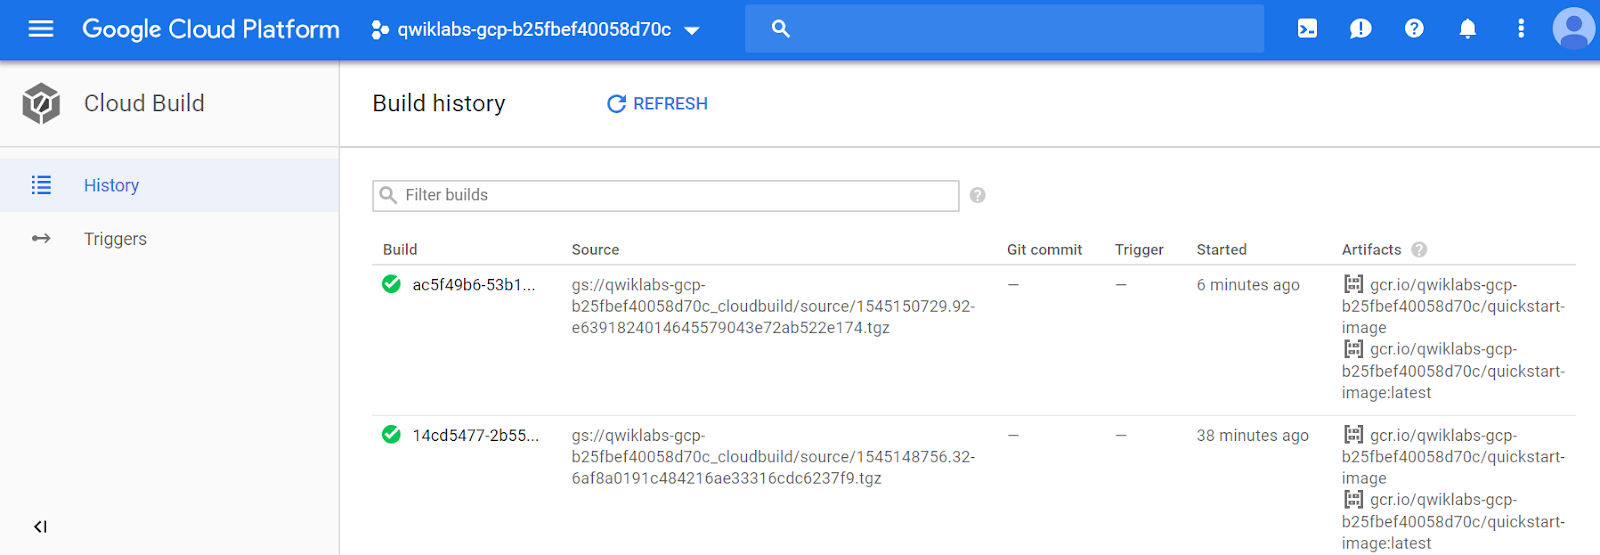 Google Cloud Platform
qwiklabs-gcp-b25fbef40058d70c
Cloud Build
Build history
REFRESH
History
Triggers
Filter builds
Build Source Git commit Trigger Started Artifacts
ac5f49b6-53b1...
gs://qwiklabs-gcp-
b25fbef40058d70c_cloudbuild/source/1545150729.92-
e6391824014645579043e72ab522e174.tgz
—
—
6 minutes ago
gcr.io/qwiklabs-gcp-
b25fbef40058d70c/quickstart-
image
gcr.io/qwiklabs-gcp-
b25fbef40058d70c/quickstart-
image:latest
14cd5477-2b55...
gs://qwiklabs-gcp-
b25fbef40058d70c_cloudbuild/source/1545148756.32-
6af8a0191c484216ae33316cdc6237f9.tgz
—
—
38 minutes ago
gcr.io/qwiklabs-gcp-
b25fbef40058d70c/quickstart-
image
gcr.io/qwiklabs-gcp-
b25fbef40058d70c/quickstart-
image:latest